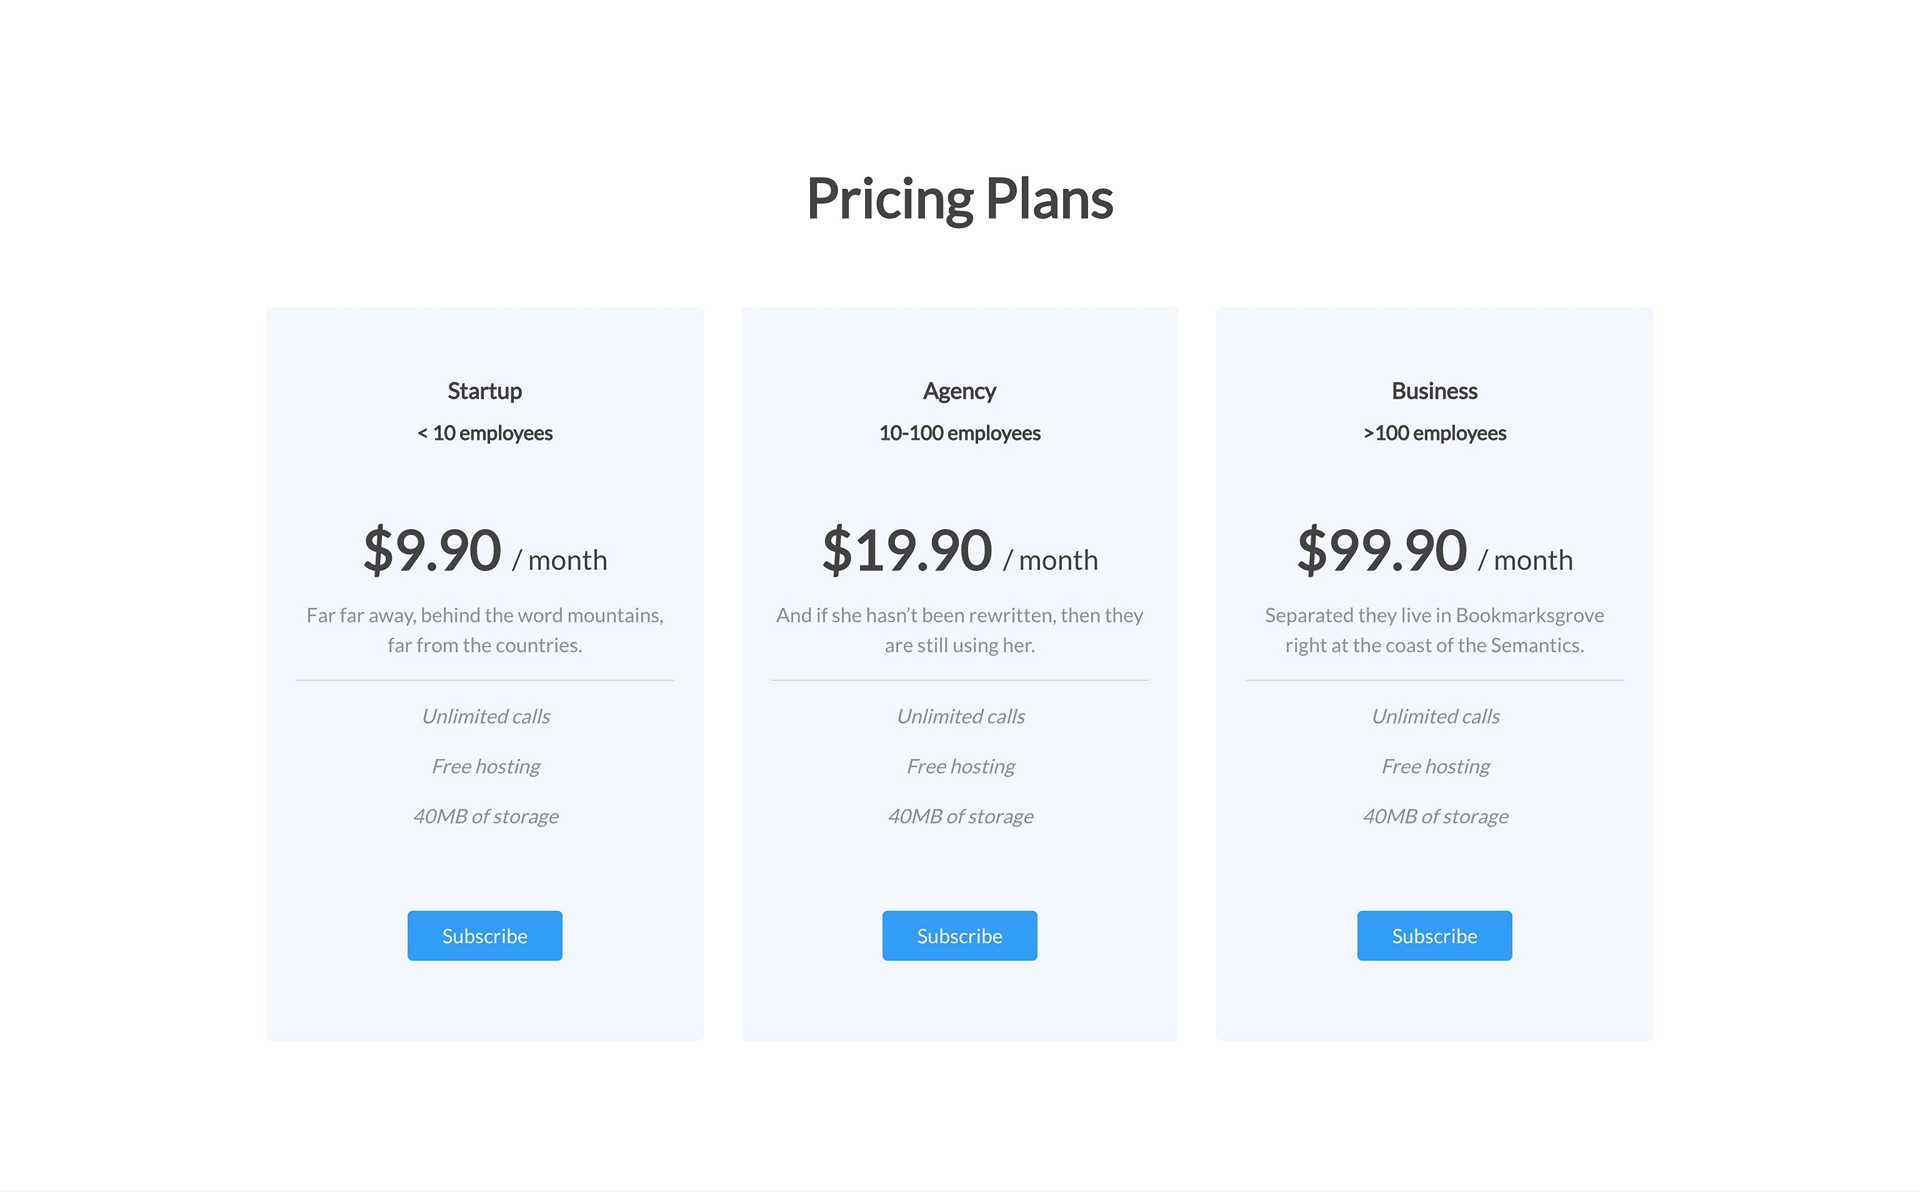 Pricing Plans
Startup
< 10 employees
$9.90 / month
Far far away, behind the word mountains,
far from the countries.
Unlimited calls
Free hosting
40MB of storage
Subscribe
Agency
10-100 employees
$19.90 / month
And if she hasn’t been rewritten, then they
are still using her.
Unlimited calls
Free hosting
40MB of storage
Subscribe
Business
>100 employees
$99.90 / month
Separated they live in Bookmarksgrove
right at the coast of the Semantics.
Unlimited calls
Free hosting
40MB of storage
Subscribe